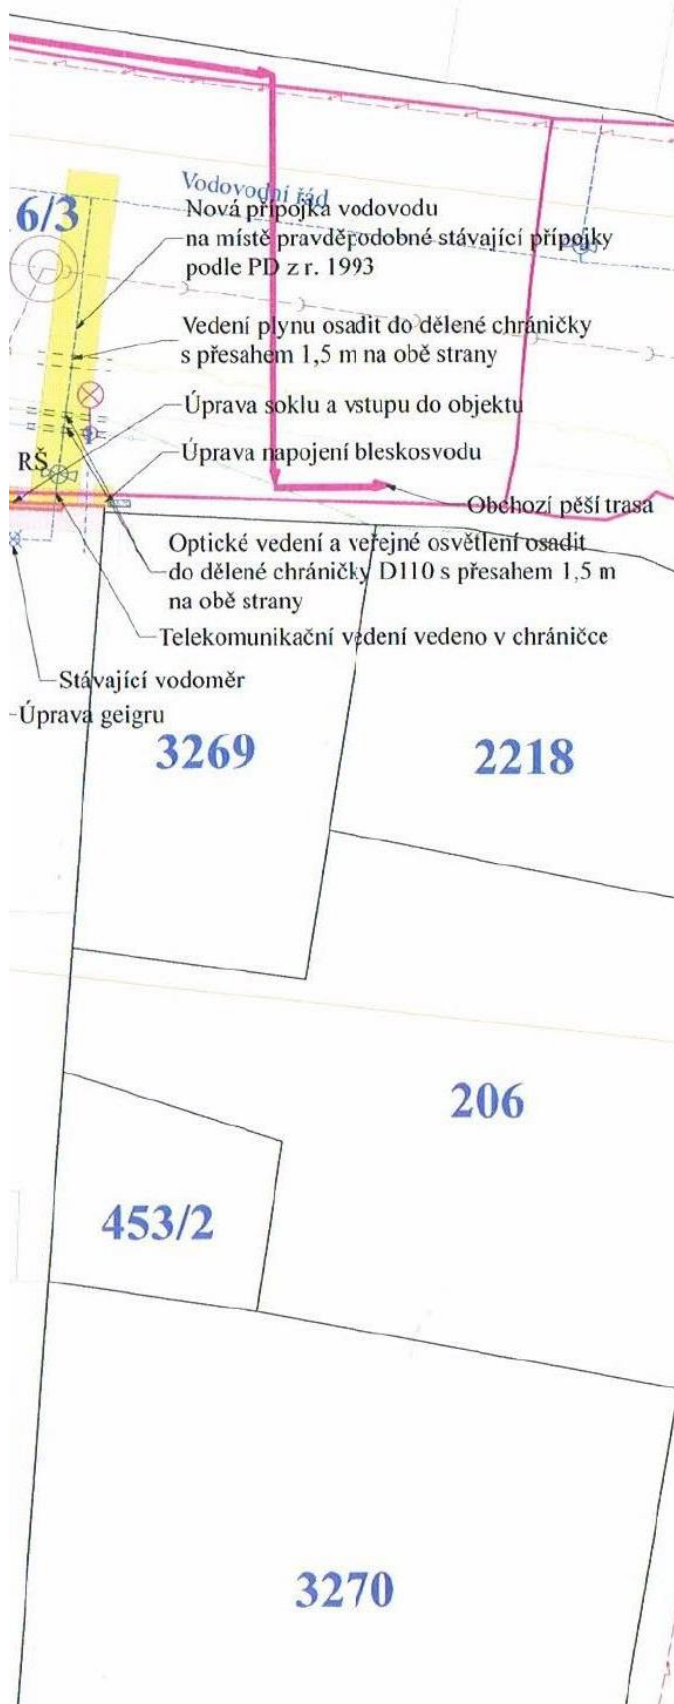 Vodovodní řád
6/3
Nová přípojka vodovodu
na místě pravděpodobné stávající přípojky
podle PD z r. 1993
Vedení plynu osadit do dělené chráničky
s přesahem 1,5 m na obě strany
Úprava soklu a vstupu do objektu
RŠ
Úprava napojení bleskosvodu
Obchozí pěší trasa
Optické vedení a veřejné osvětlení osadit
do dělené chráničky D110 s přesahem 1,5 m
na obě strany
Telekomunikační vedení vedeno v chráničce
Stávající vodoměr
Úprava geigru
3269
2218
206
453/2
3270